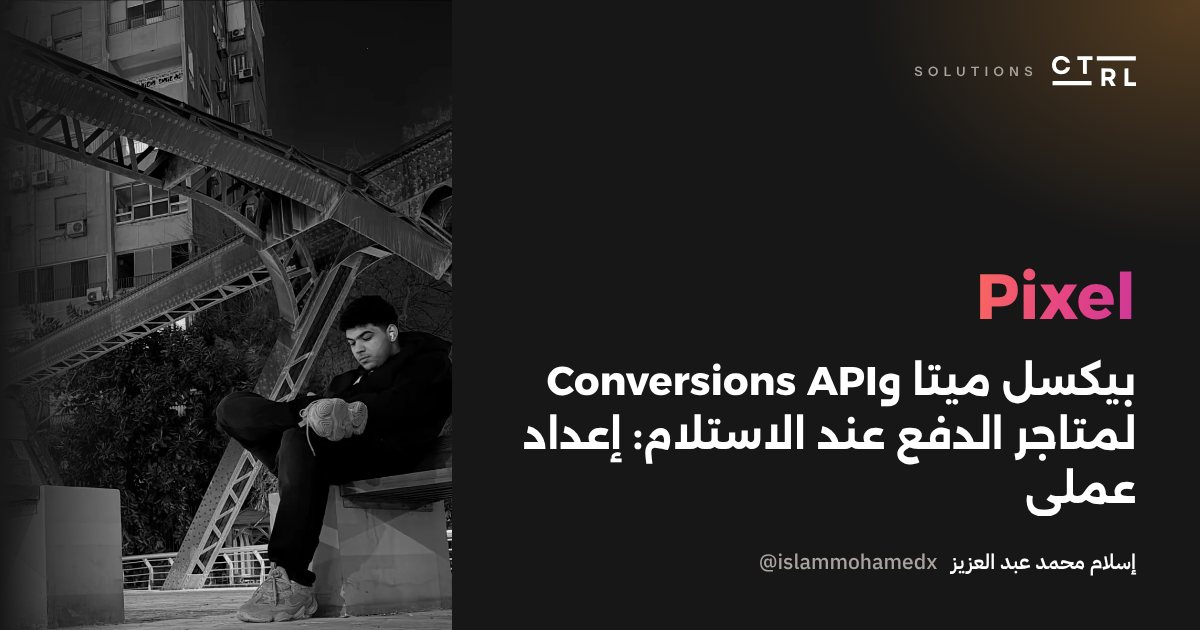 SOLUTIONS CTRL
Pixel
بيكسل ميتا وConversions API
لمتاجر الدفع عند الاستلام: إعداد
عملى
إسلام محمد عبد العزيز @islammohamedx